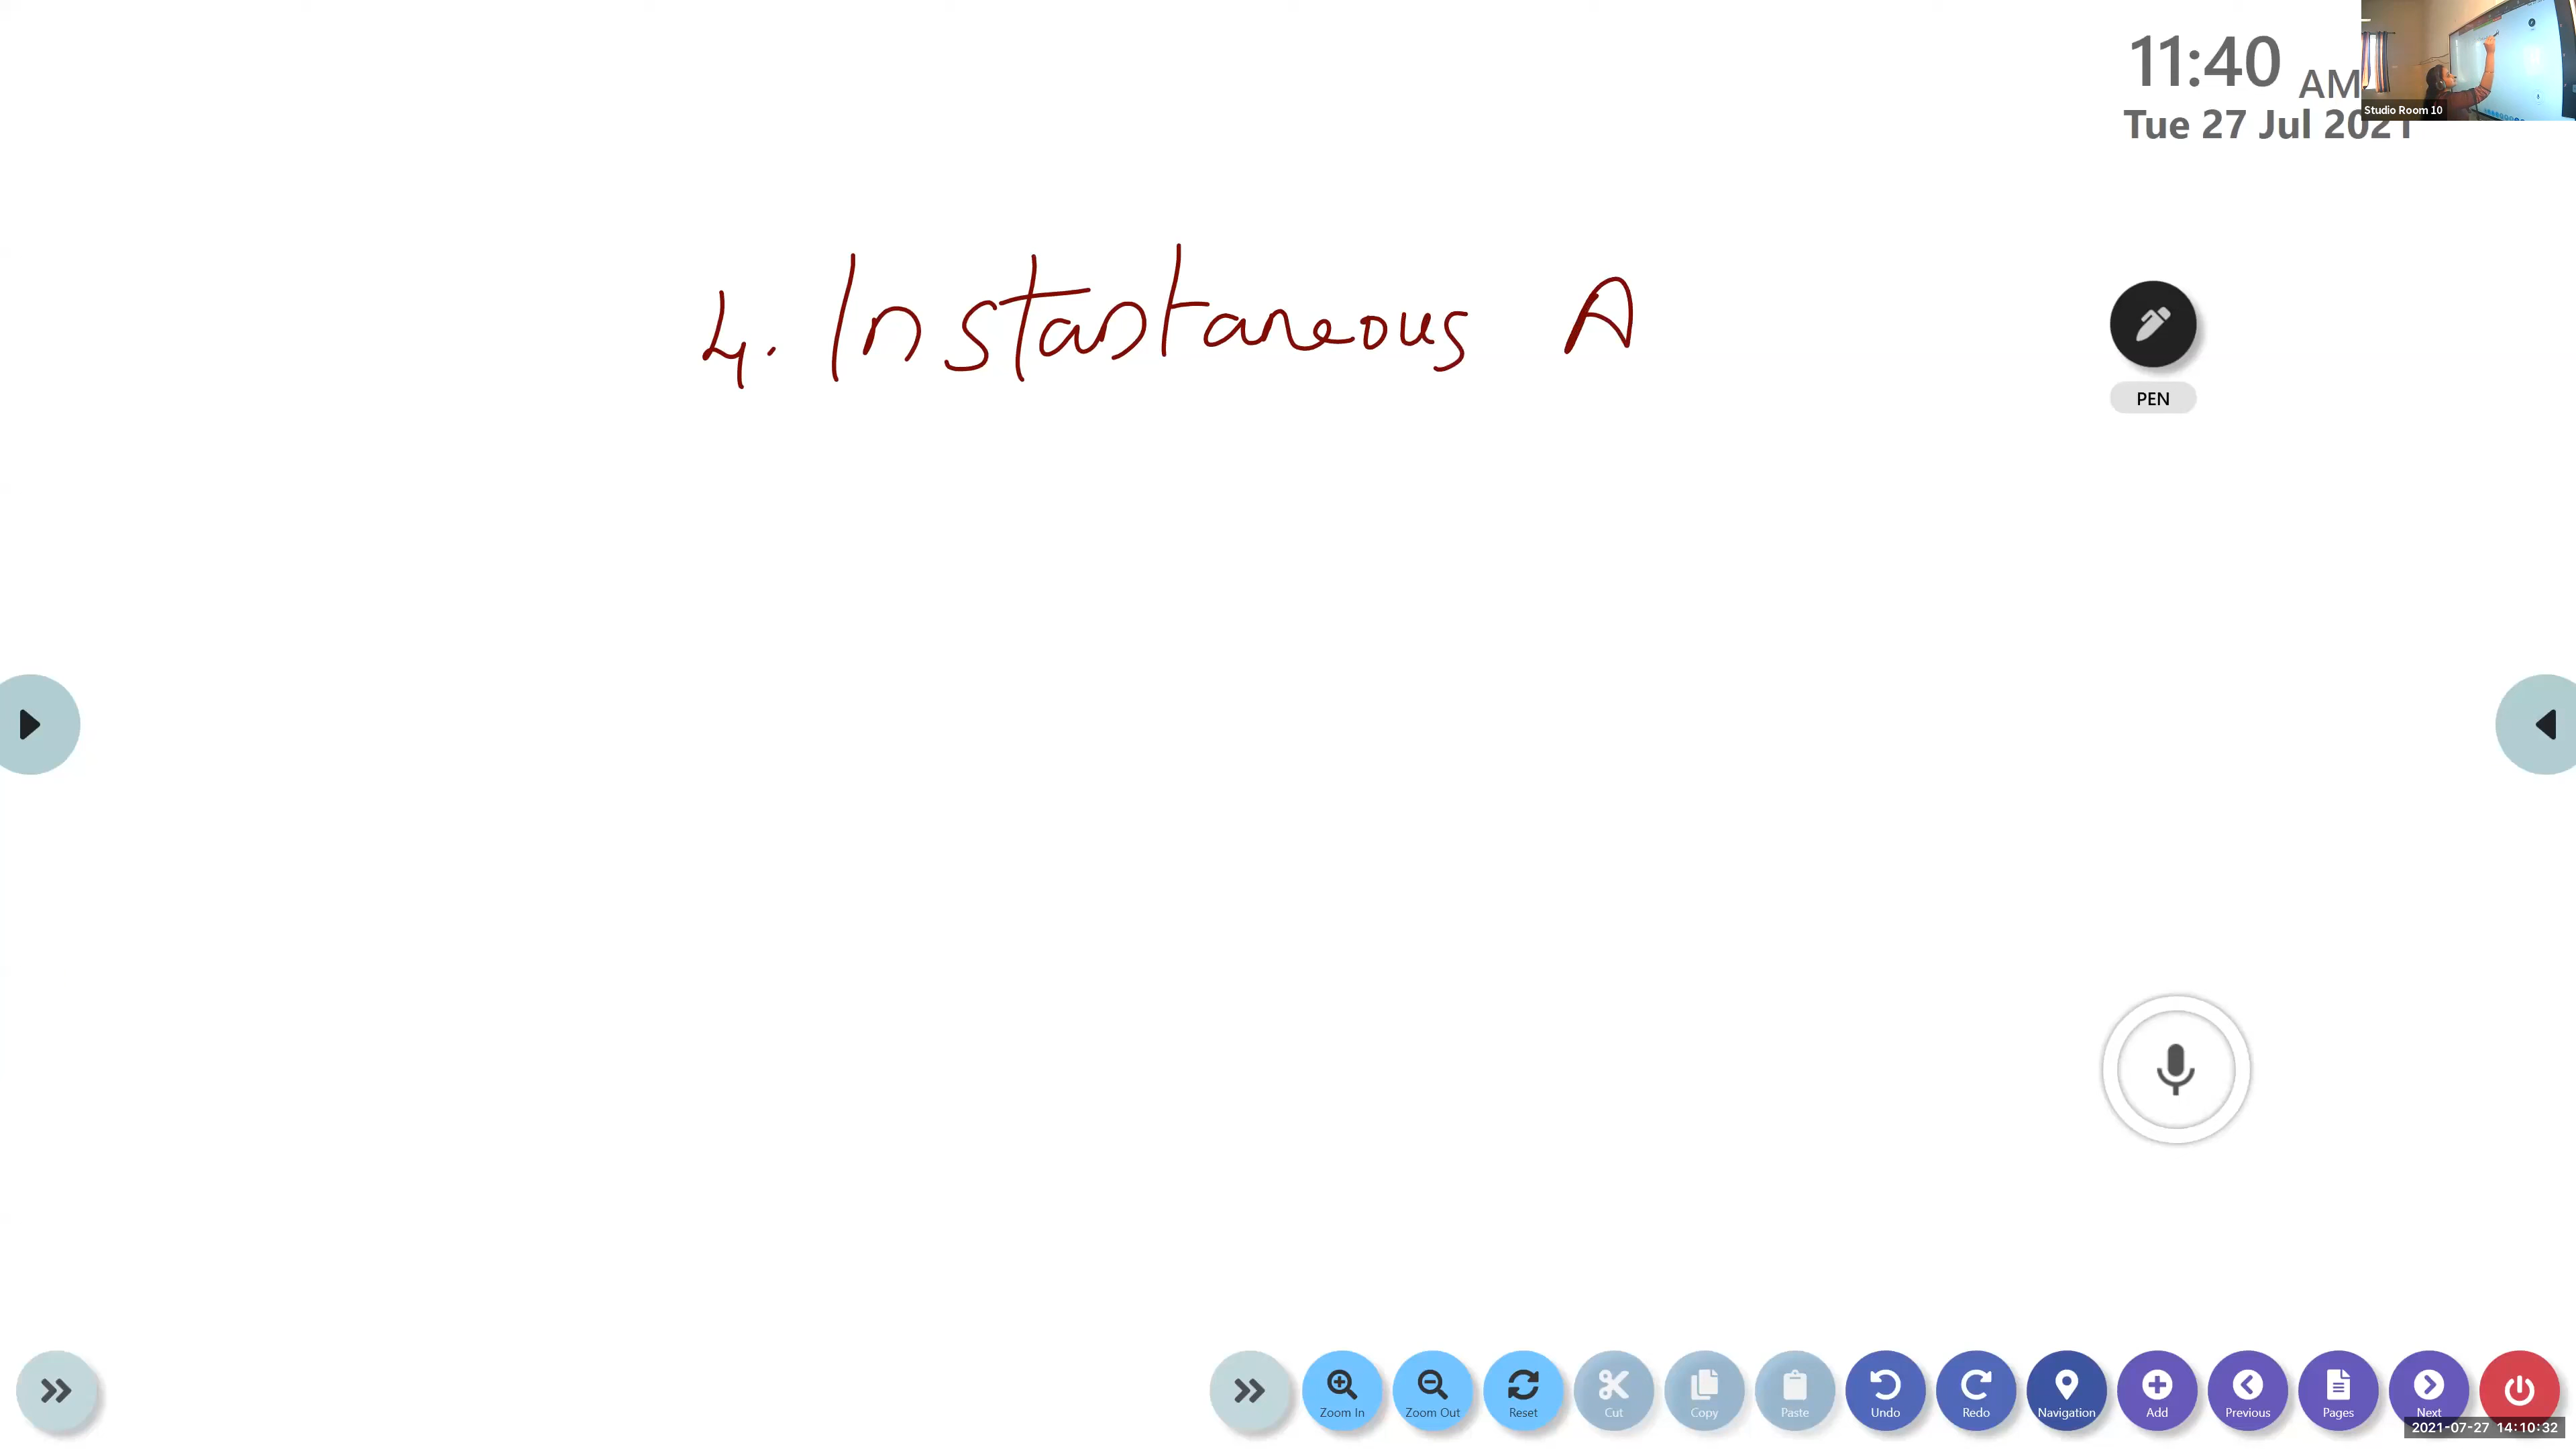 11:40 AM
Studio Room 10
Tue 27 Jul 2021
4. Instantaneous A
PEN
Zoom In Zoom Out Reset Cut Copy Paste Undo Redo Navigation Add Previous Pages Next
2021-07-27 14:10:32